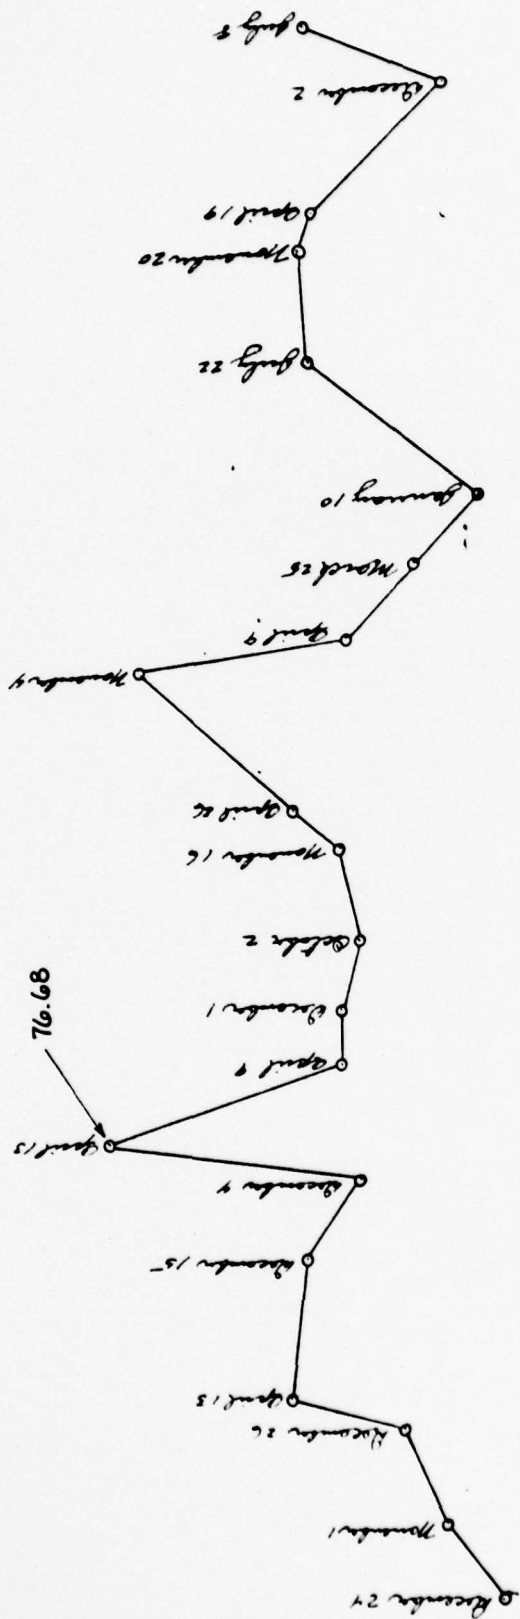 July 8
December 2
April 19
November 20
July 22
January 10
March 25
April 9
November 4
April 26
November 16
October 2
December 1
April 9
76.68
April 13
December 4
December 15
April 13
December 26
November 1
December 24